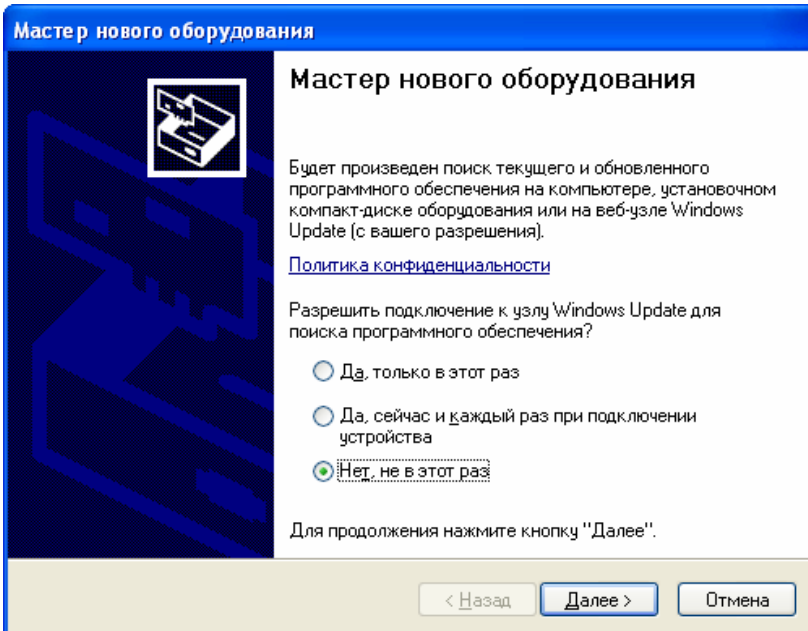 Мастер нового оборудования
Мастер нового оборудования
Будет произведен поиск текущего и обновленного
программного обеспечения на компьютере, установочном
компакт-диске оборудования или на веб-узле Windows
Update (с вашего разрешения).
Политика конфиденциальности
Разрешить подключение к узлу Windows Update для
поиска программного обеспечения?
Да, только в этот раз
Да, сейчас и каждый раз при подключении
устройства
Нет, не в этот раз
Для продолжения нажмите кнопку "Далее".
< Назад
Далее >
Отмена